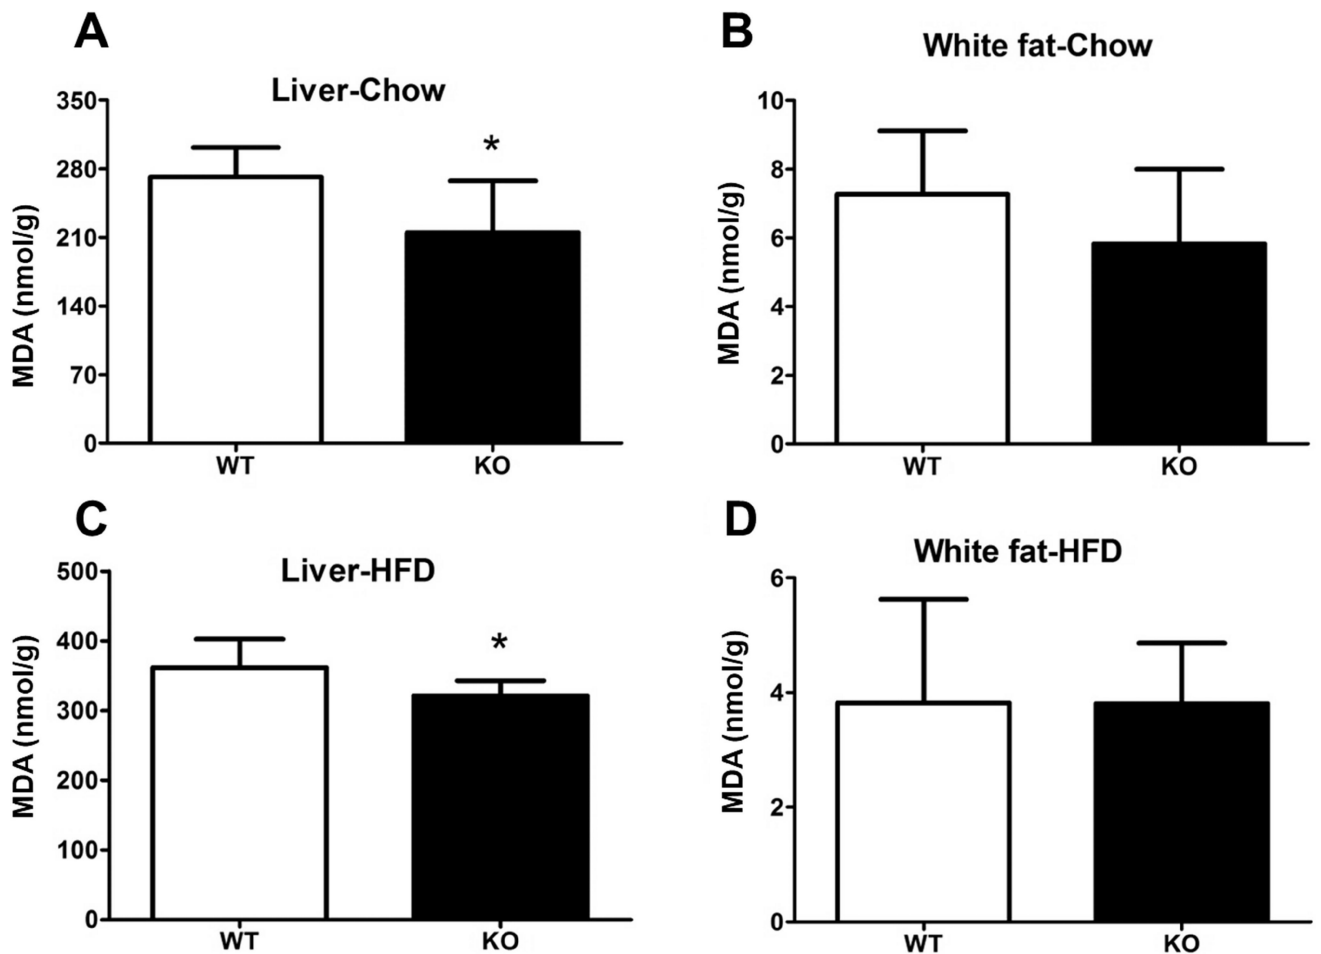 A
Liver-Chow
MDA (nmol/g)
350
280
210
140
70
0
*
WT
KO
B
White fat-Chow
MDA (nmol/g)
10
8
6
4
2
0
WT
KO
C
Liver-HFD
MDA (nmol/g)
500
400
300
200
100
0
*
WT
KO
D
White fat-HFD
MDA (nmol/g)
6
4
2
0
WT
KO